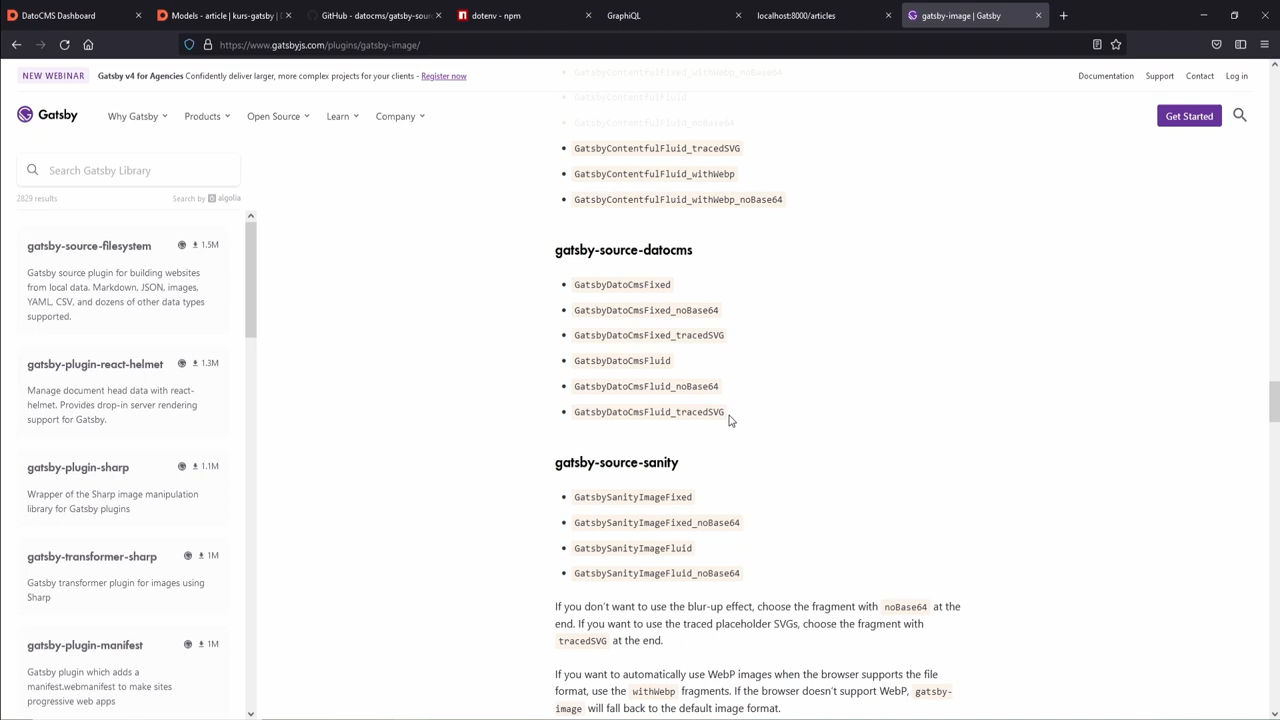 DatoCMS Dashboard
Models - article | kurs-gatsby | D
GitHub - datocms/gatsby-sour
dotenv - npm
GraphiQL
localhost:8000/articles
gatsby-image | Gatsby
https://www.gatsbyjs.com/plugins/gatsby-image/
NEW WEBINAR Gatsby v4 for Agencies Confidently deliver larger, more complex projects for your clients - Register now
Documentation Support Contact Log in
Gatsby Why Gatsby Products Open Source Learn Company Get Started
Search Gatsby Library
2829 results Search by algolia
gatsby-source-filesystem 1.5M
Gatsby source plugin for building websites
from local data. Markdown, JSON, images,
YAML, CSV, and dozens of other data types
supported.
gatsby-plugin-react-helmet 1.3M
Manage document head data with react-
helmet. Provides drop-in server rendering
support for Gatsby.
gatsby-plugin-sharp 1.1M
Wrapper of the Sharp image manipulation
library for Gatsby plugins
gatsby-transformer-sharp 1M
Gatsby transformer plugin for images using
Sharp
gatsby-plugin-manifest 1M
Gatsby plugin which adds a
manifest.webmanifest to make sites
progressive web apps
GatsbyContentfulFixed_withWebp_noBase64
GatsbyContentfulFluid
GatsbyContentfulFluid_noBase64
GatsbyContentfulFluid_tracedSVG
GatsbyContentfulFluid_withWebp
GatsbyContentfulFluid_withWebp_noBase64
gatsby-source-datocms
GatsbyDatoCmsFixed
GatsbyDatoCmsFixed_noBase64
GatsbyDatoCmsFixed_tracedSVG
GatsbyDatoCmsFluid
GatsbyDatoCmsFluid_noBase64
GatsbyDatoCmsFluid_tracedSVG
gatsby-source-sanity
GatsbySanityImageFixed
GatsbySanityImageFixed_noBase64
GatsbySanityImageFluid
GatsbySanityImageFluid_noBase64
If you don't want to use the blur-up effect, choose the fragment with noBase64 at the
end. If you want to use the traced placeholder SVGs, choose the fragment with
tracedSVG at the end.
If you want to automatically use WebP images when the browser supports the file
format, use the withWebp fragments. If the browser doesn't support WebP, gatsby-
image will fall back to the default image format.